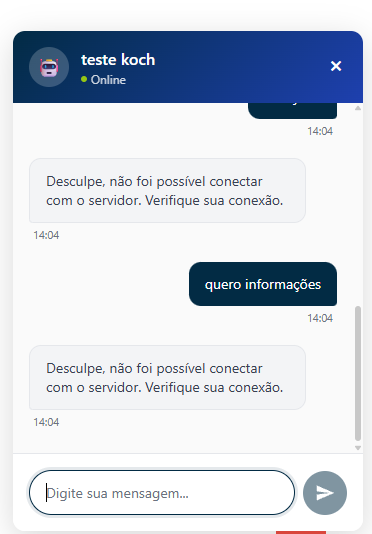 teste koch
Online
14:04
Desculpe, não foi possível conectar
com o servidor. Verifique sua conexão.
14:04
quero informações
14:04
Desculpe, não foi possível conectar
com o servidor. Verifique sua conexão.
14:04
Digite sua mensagem...